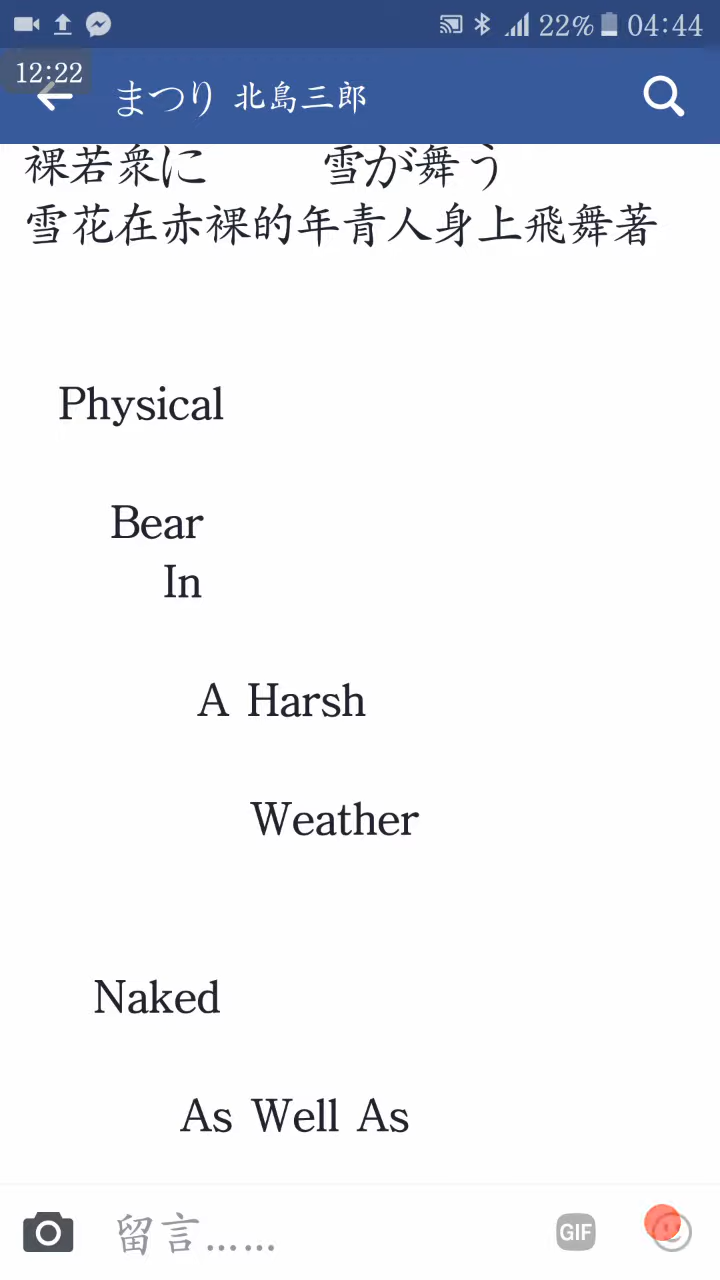 22% 04:44
12:22
まつり 北島三郎
裸若衆に 雪が舞う
雪花在赤裸的年青人身上飛舞著
Physical
Bear
In
A Harsh
Weather
Naked
As Well As
留言......
GIF